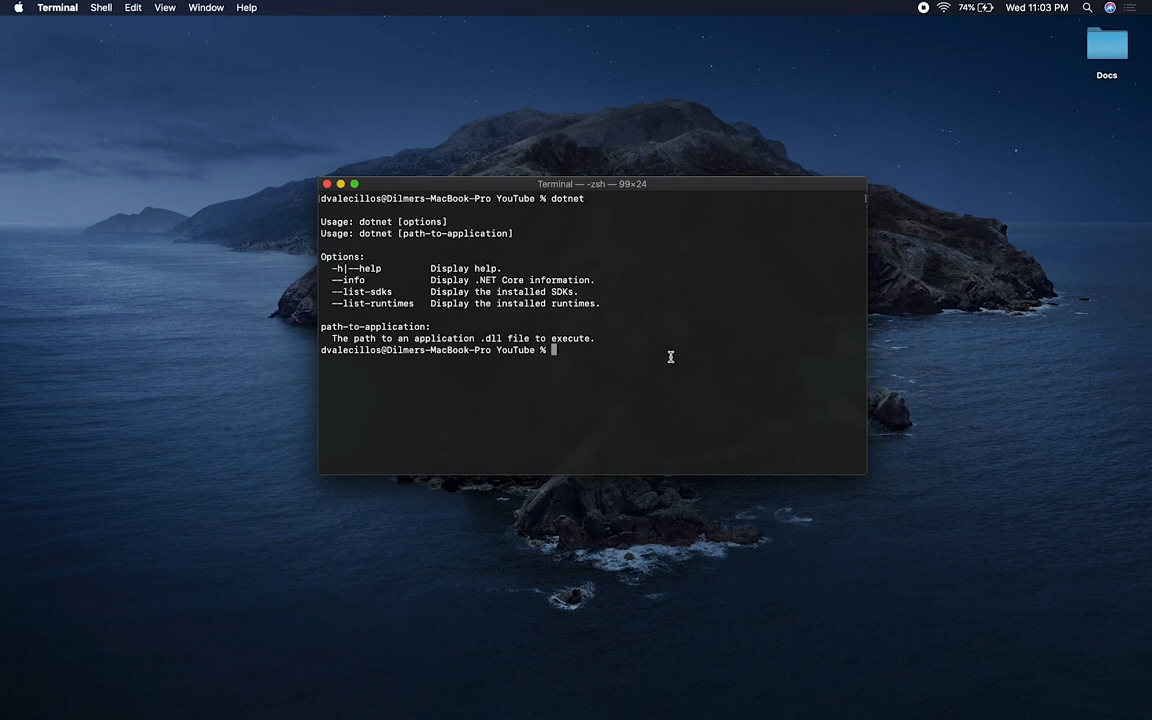 Terminal Shell Edit View Window Help 74% Wed 11:03 PM
Docs
Terminal — -zsh — 99×24
dvalecillos@Dilmers-MacBook-Pro YouTube % dotnet
Usage: dotnet [options]
Usage: dotnet [path-to-application]
Options:
-h|--help Display help.
--info Display .NET Core information.
--list-sdks Display the installed SDKs.
--list-runtimes Display the installed runtimes.
path-to-application:
The path to an application .dll file to execute.
dvalecillos@Dilmers-MacBook-Pro YouTube %